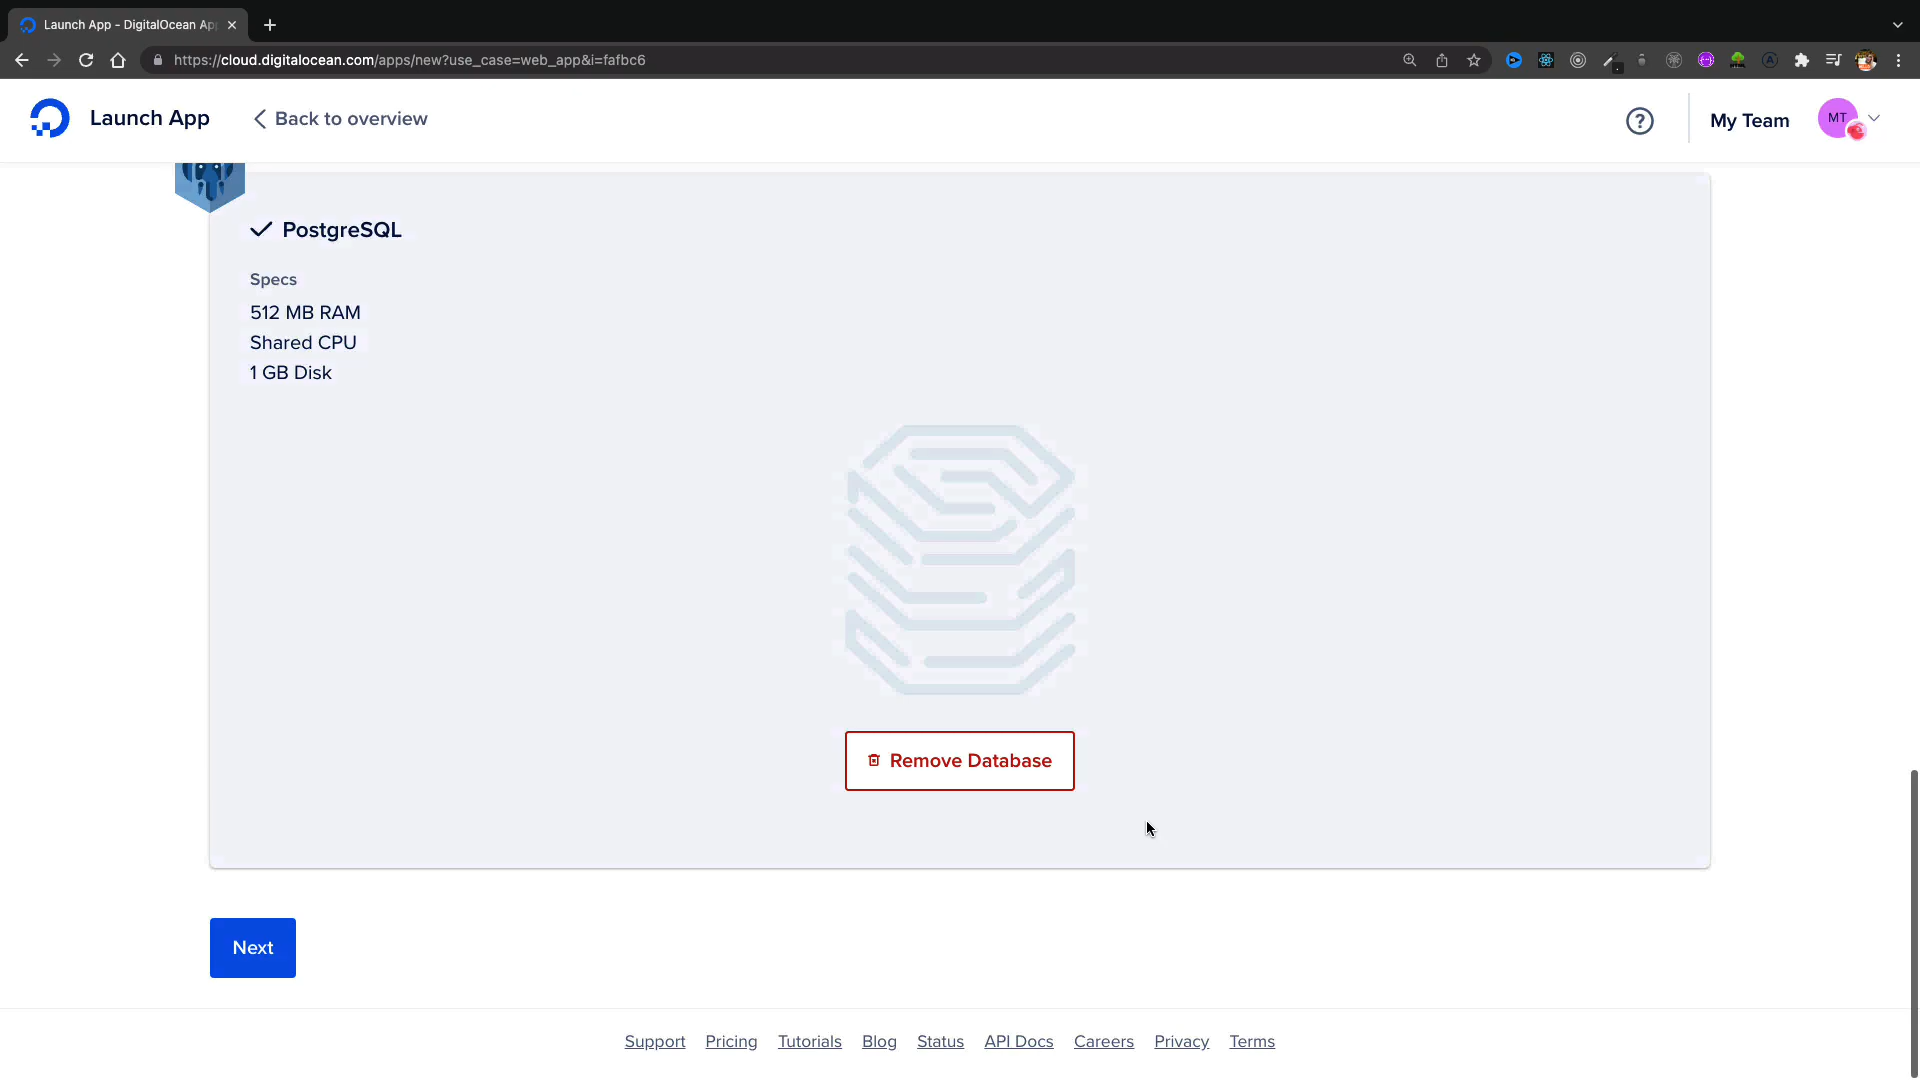 Launch App - DigitalOcean Ap
https://cloud.digitalocean.com/apps/new?use_case=web_app&i=fafbc6
Launch App
Back to overview
My Team
MT
PostgreSQL
Specs
512 MB RAM
Shared CPU
1 GB Disk
Remove Database
Next
Support Pricing Tutorials Blog Status API Docs Careers Privacy Terms